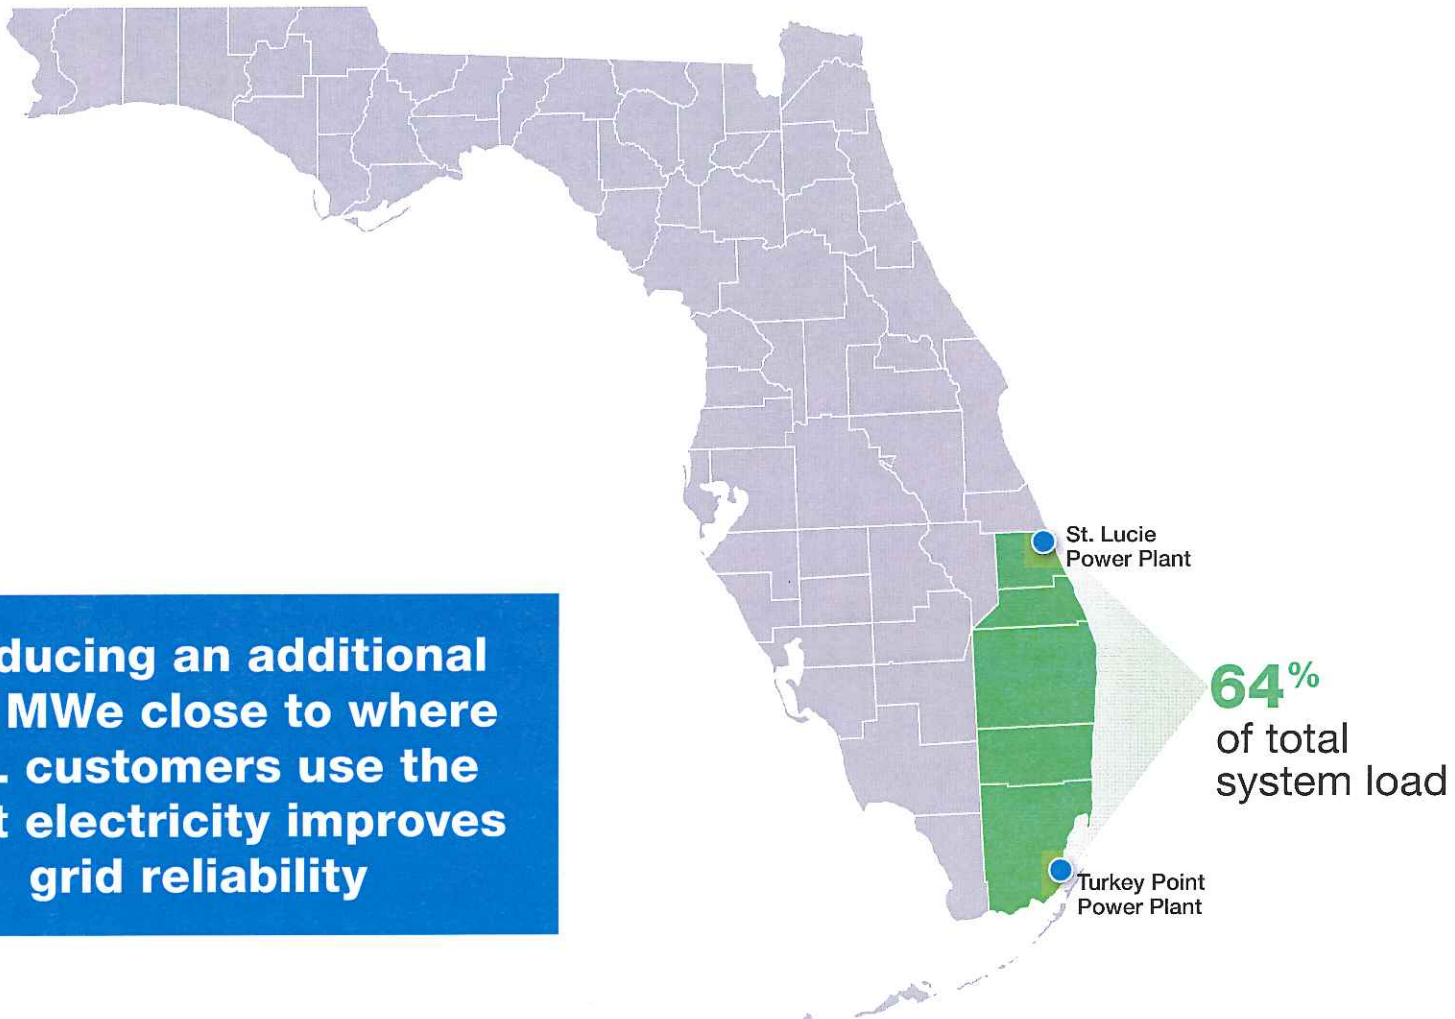 ducing an additional
MWe close to where
. customers use the
t electricity improves
grid reliability
St. Lucie
Power Plant
64%
of total
system load
Turkey Point
Power Plant